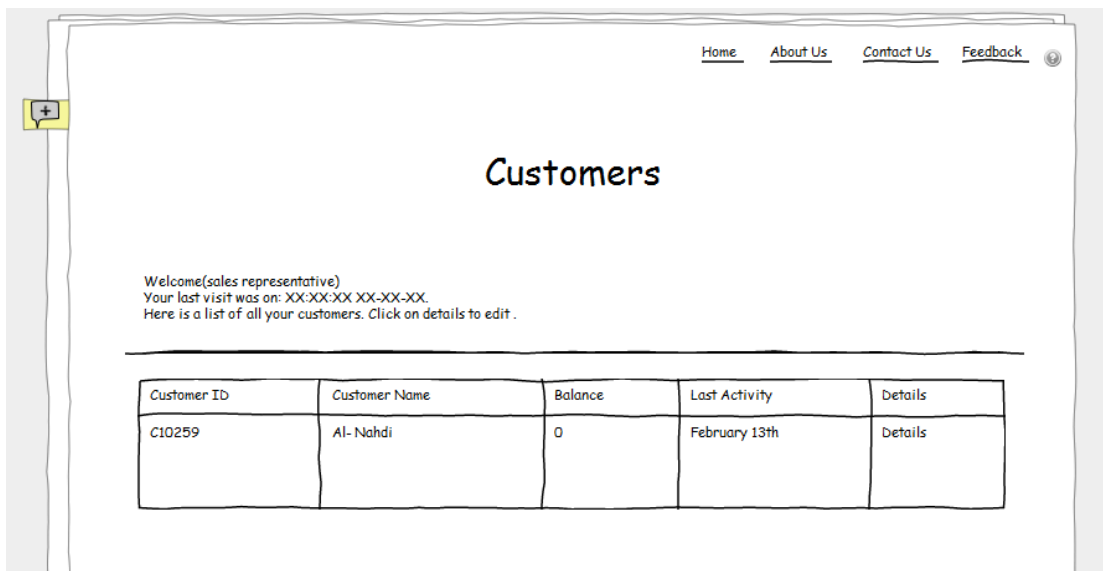 Home About Us Contact Us Feedback ?
+
Customers
Welcome(sales representative)
Your last visit was on: XX:XX:XX XX-XX-XX.
Here is a list of all your customers. Click on details to edit .
Customer ID Customer Name Balance Last Activity Details
C10259 Al- Nahdi 0 February 13th Details